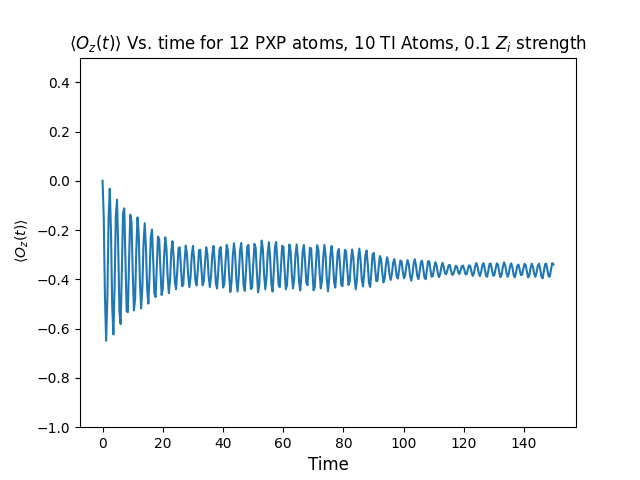 ⟨O_z(t)⟩ Vs. time for 12 PXP atoms, 10 TI Atoms, 0.1 Z_i strength
0.4
0.2
0.0
−0.2
−0.4
−0.6
−0.8
−1.0
⟨O_z(t)⟩
0 20 40 60 80 100 120 140
Time